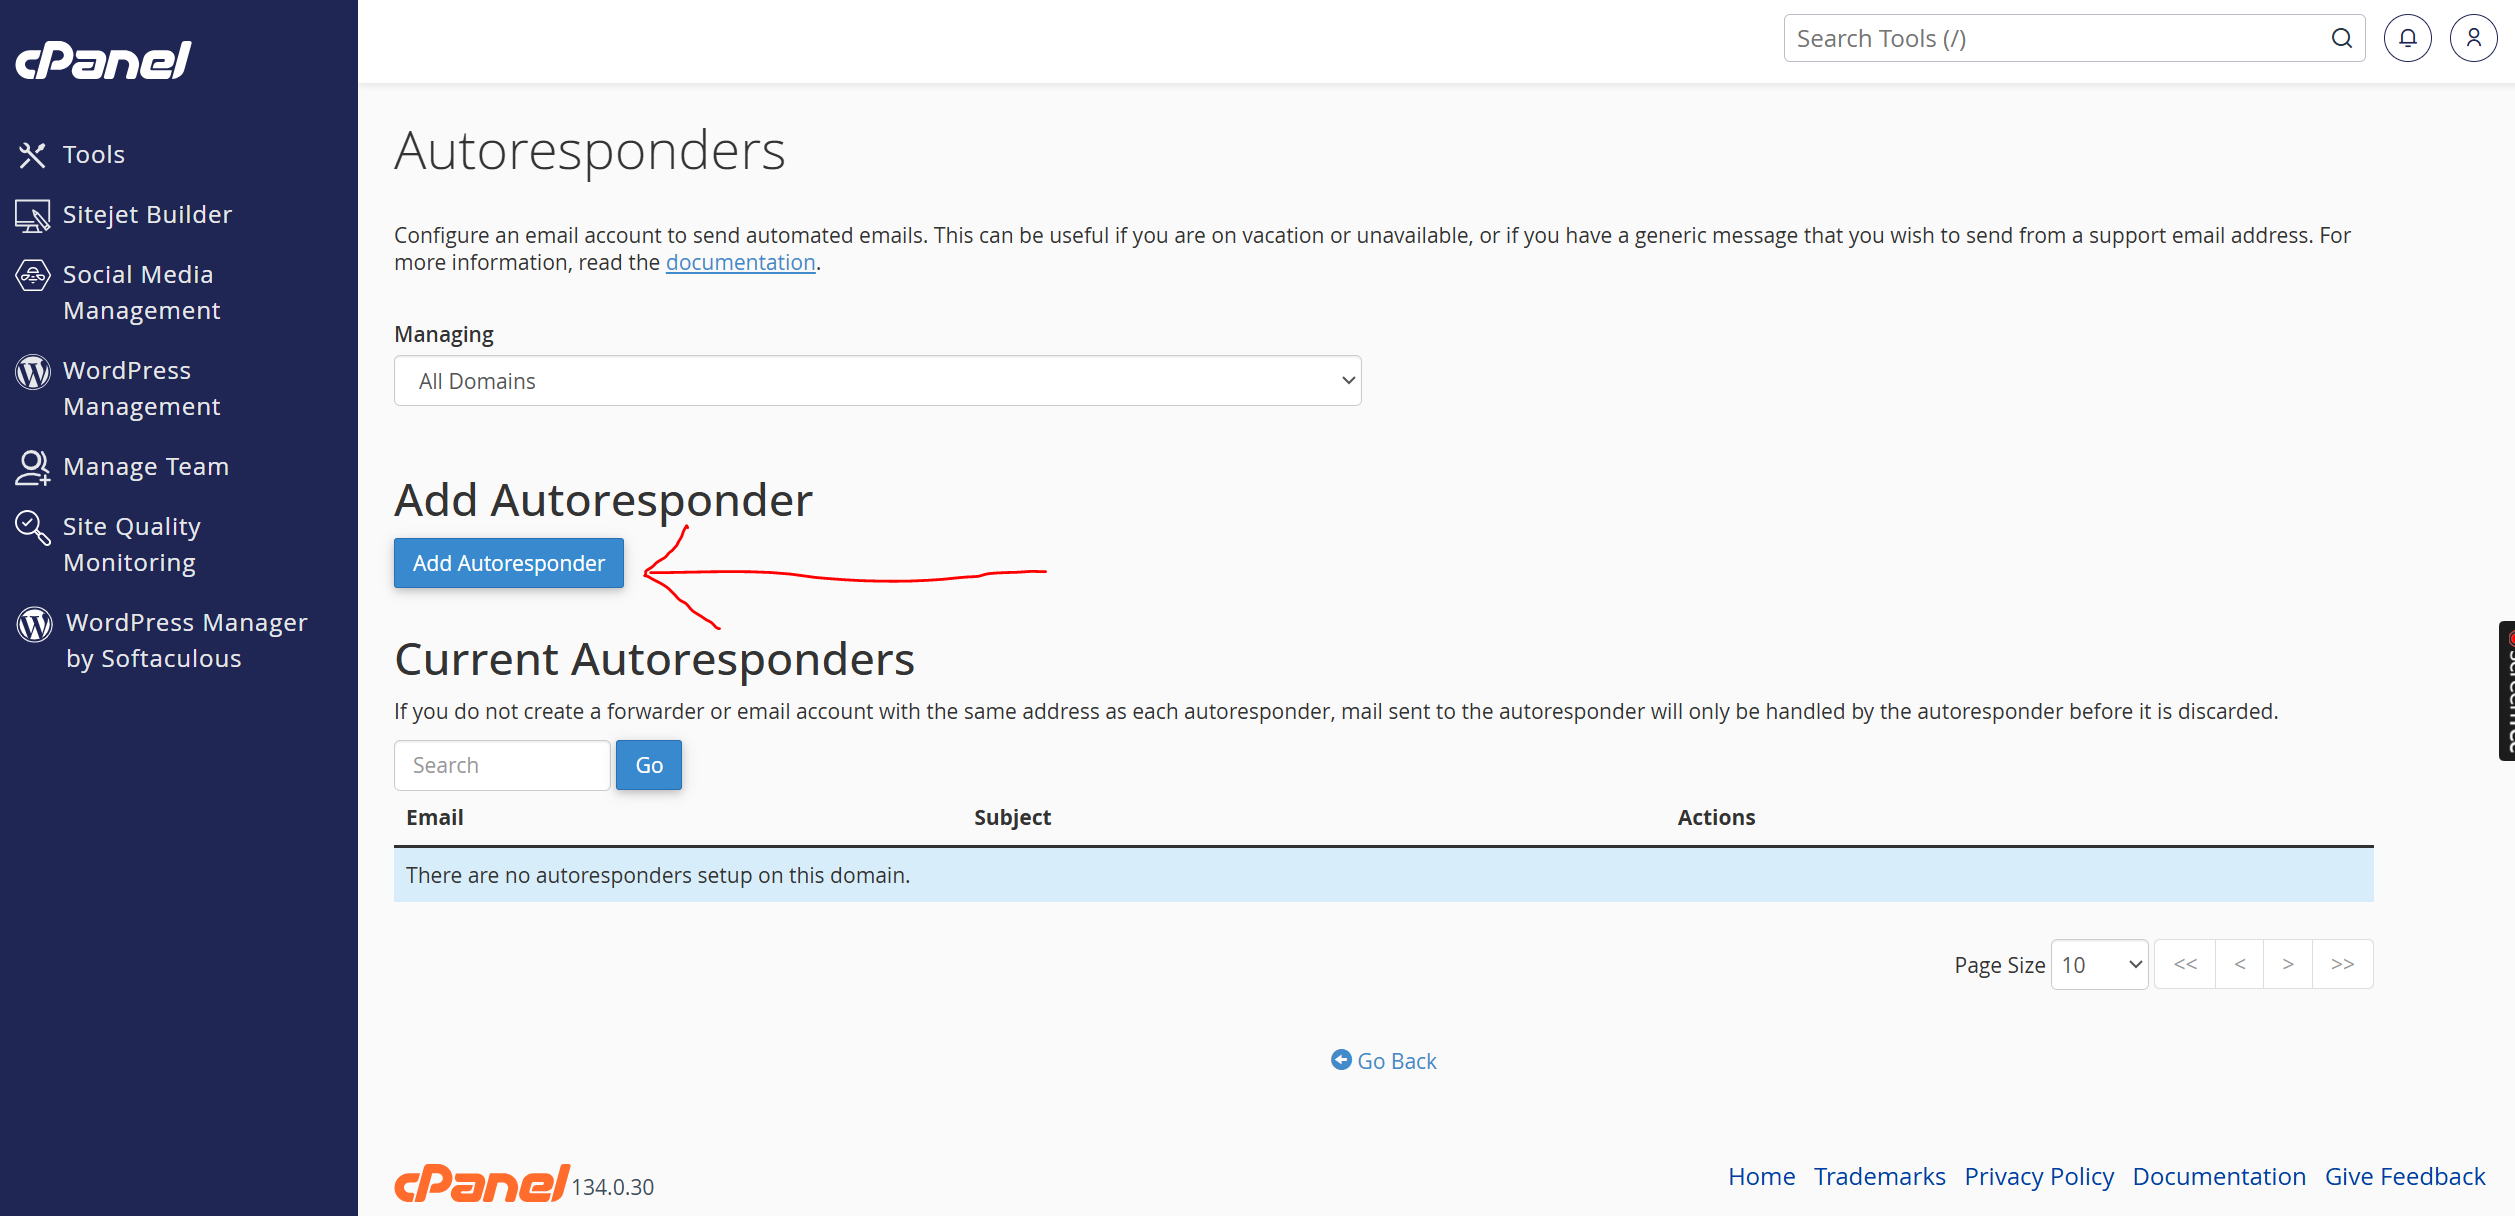 cPanel
Search Tools (/)
Tools
Sitejet Builder
Social Media
Management
WordPress
Management
Manage Team
Site Quality
Monitoring
WordPress Manager
by Softaculous
Autoresponders
Configure an email account to send automated emails. This can be useful if you are on vacation or unavailable, or if you have a generic message that you wish to send from a support email address. For
more information, read the documentation.
Managing
All Domains
Add Autoresponder
Add Autoresponder
Current Autoresponders
If you do not create a forwarder or email account with the same address as each autoresponder, mail sent to the autoresponder will only be handled by the autoresponder before it is discarded.
Search Go
Email Subject Actions
There are no autoresponders setup on this domain.
Page Size 10 << < > >>
Go Back
cPanel 134.0.30
Home Trademarks Privacy Policy Documentation Give Feedback